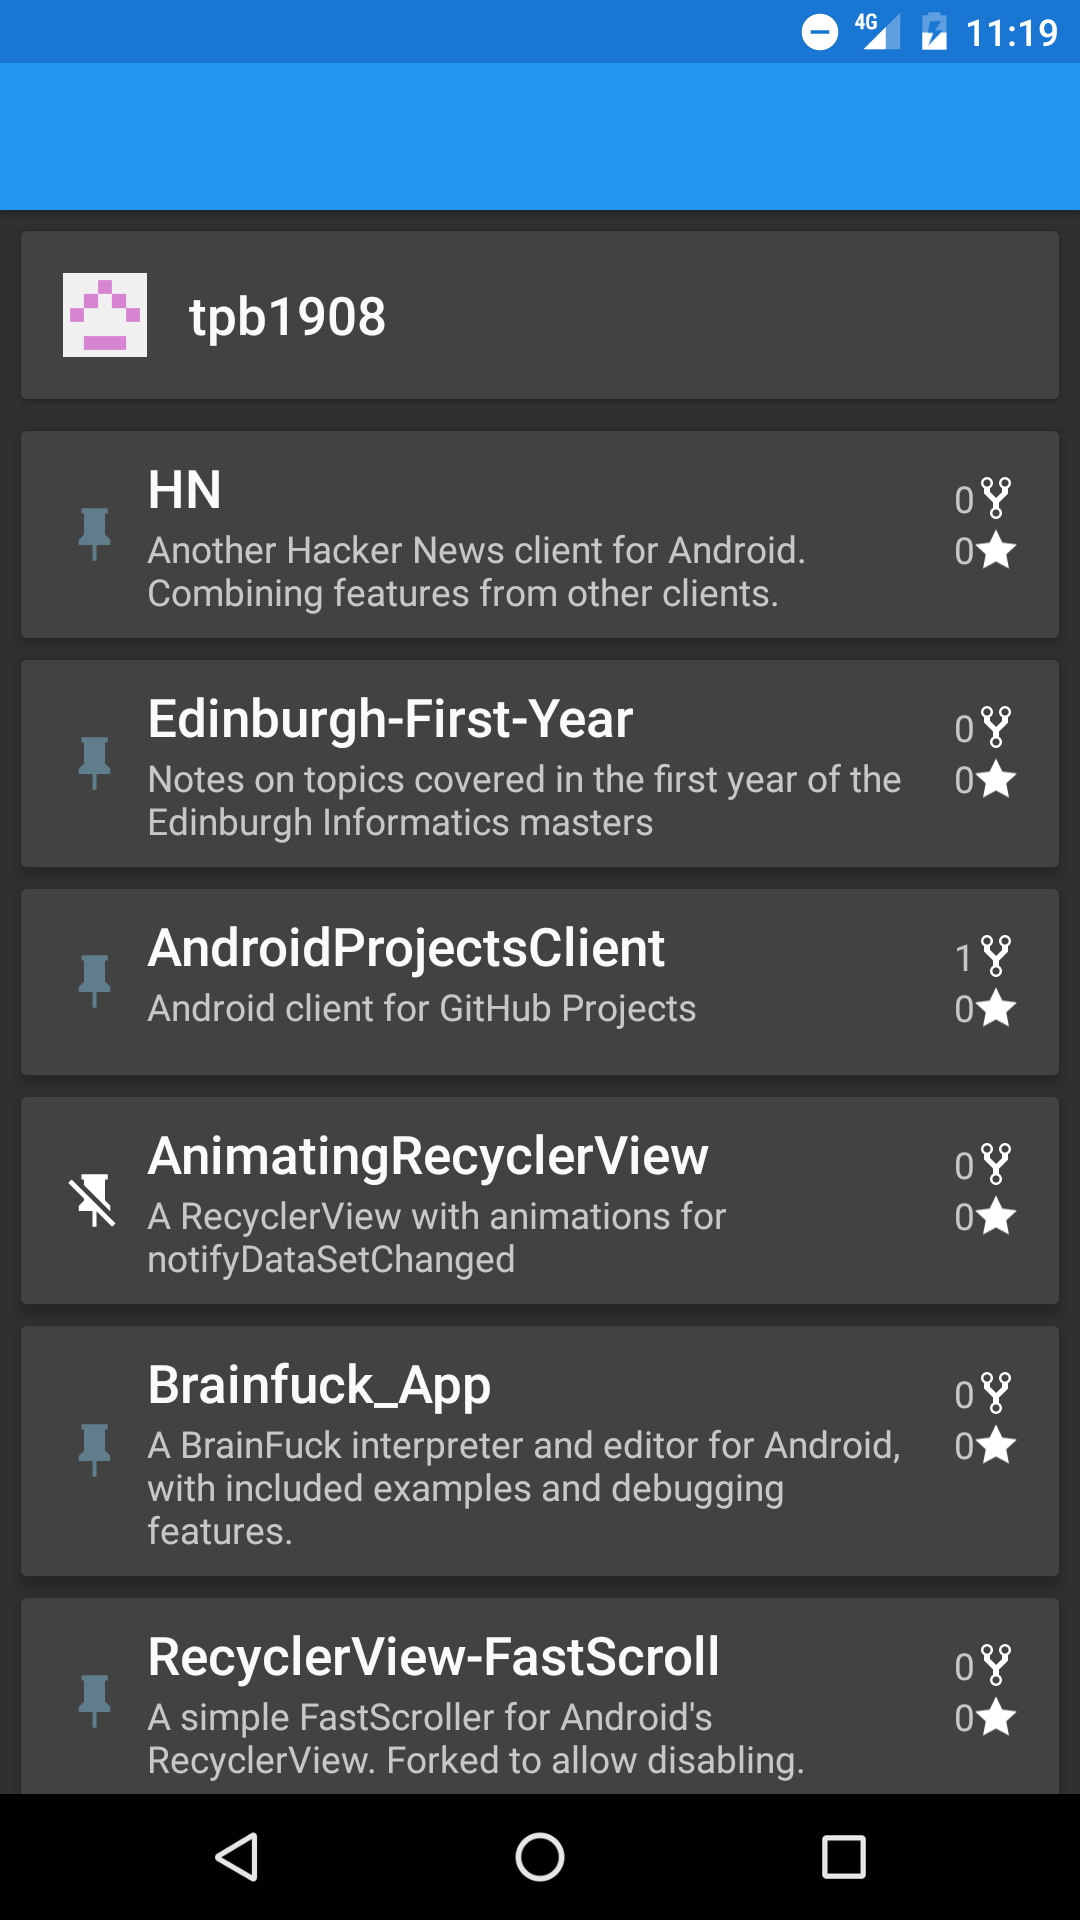 4G 11:19
tpb1908
HN
0
Another Hacker News client for Android.
0
Combining features from other clients.
Edinburgh-First-Year
0
Notes on topics covered in the first year of the
0
Edinburgh Informatics masters
AndroidProjectsClient
1
Android client for GitHub Projects
0
AnimatingRecyclerView
0
A RecyclerView with animations for
0
notifyDataSetChanged
Brainfuck_App
0
A BrainFuck interpreter and editor for Android,
0
with included examples and debugging
features.
RecyclerView-FastScroll
0
A simple FastScroller for Android's
0
RecyclerView. Forked to allow disabling.